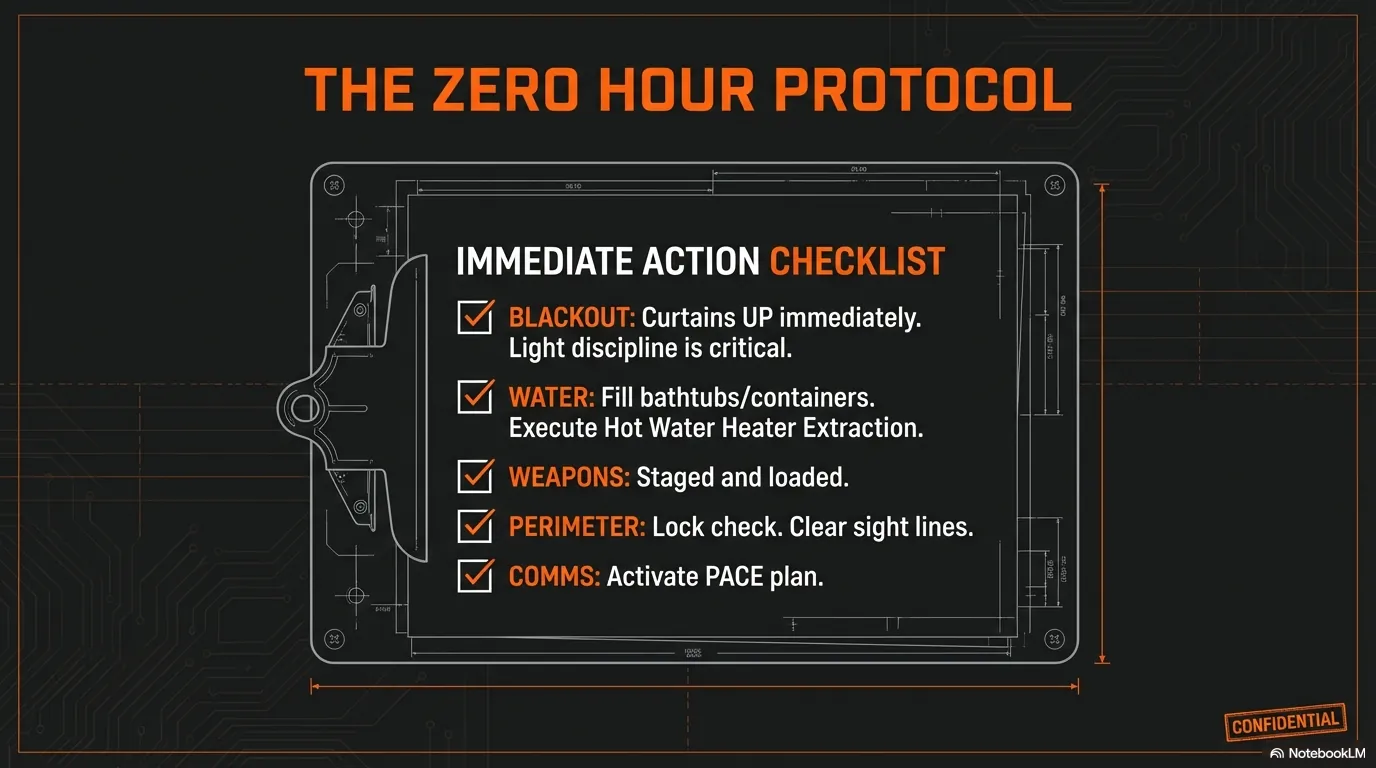 THE ZERO HOUR PROTOCOL
IMMEDIATE ACTION CHECKLIST
BLACKOUT: Curtains UP immediately.
Light discipline is critical.
WATER: Fill bathtubs/containers.
Execute Hot Water Heater Extraction.
WEAPONS: Staged and loaded.
PERIMETER: Lock check. Clear sight lines.
COMMS: Activate PACE plan.
CONFIDENTIAL
NotebookLM